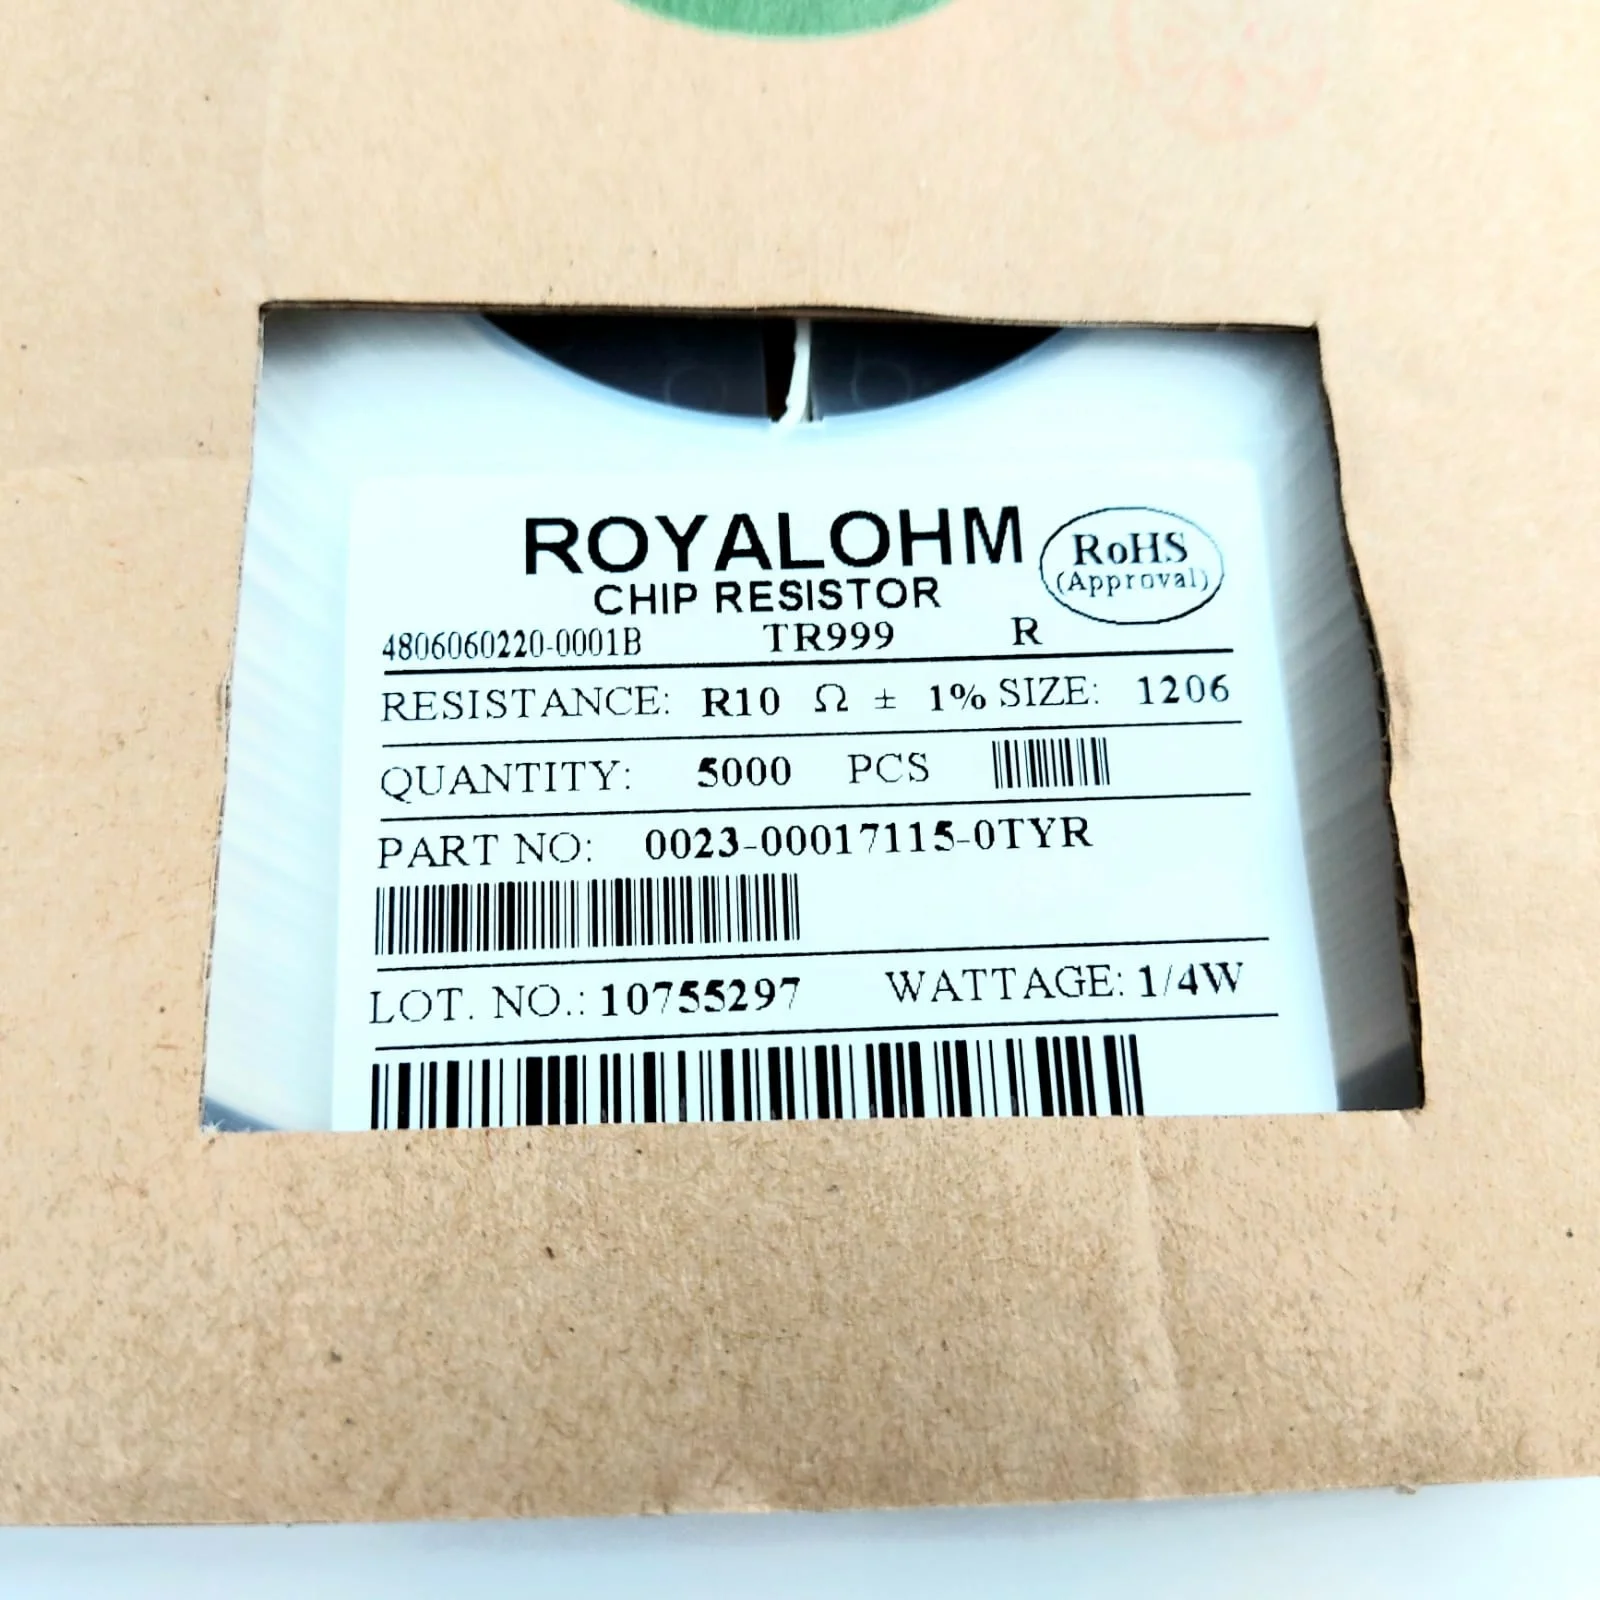 ROYALOHM
CHIP RESISTOR
RoHS
(Approval)
4806060220-0001B TR999 R
RESISTANCE: R10 Ω ± 1% SIZE: 1206
QUANTITY: 5000 PCS
PART NO: 0023-00017115-0TYR
LOT. NO.: 10755297 WATTAGE: 1/4W